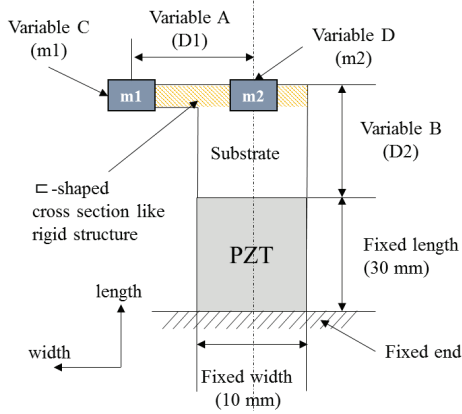 Variable C
(m1)
Variable A
(D1)
Variable D
(m2)
m1
m2
Variable B
(D2)
Substrate
ㄷ-shaped
cross section like
rigid structure
PZT
Fixed length
(30 mm)
length
width
Fixed end
Fixed width
(10 mm)